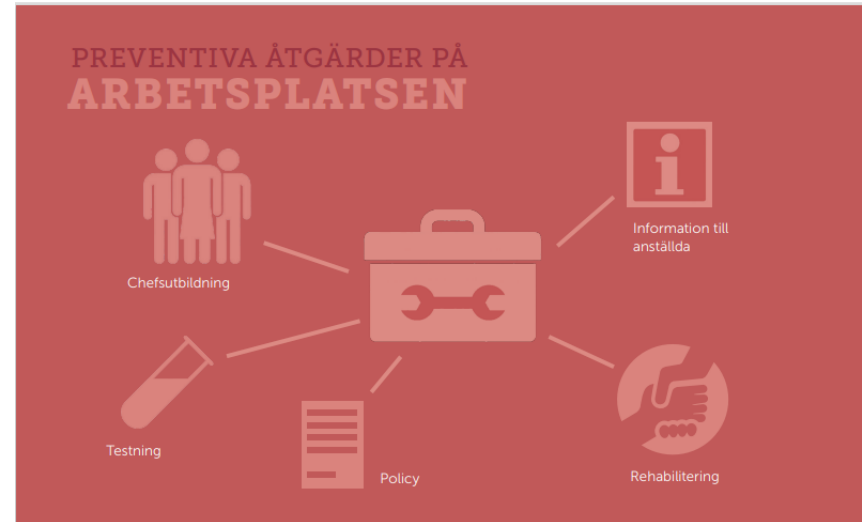 PREVENTIVA ÅTGÄRDER PÅ
ARBETSPLATSEN
Chefsutbildning
Information till
anställda
Testning
Policy
Rehabilitering